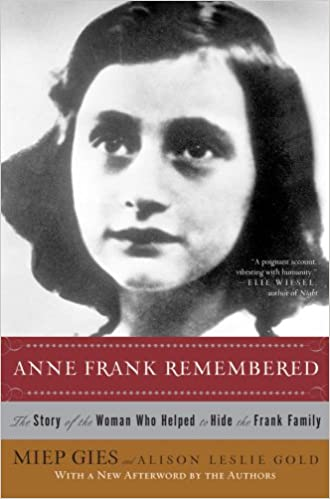 "A poignant account...
vibrating with humanity."
ELIE WIESEL,
author of Night
ANNE FRANK REMEMBERED
The Story of the Woman Who Helped to Hide the Frank Family
MIEP GIES and ALISON LESLIE GOLD
WITH A NEW AFTERWORD BY THE AUTHORS